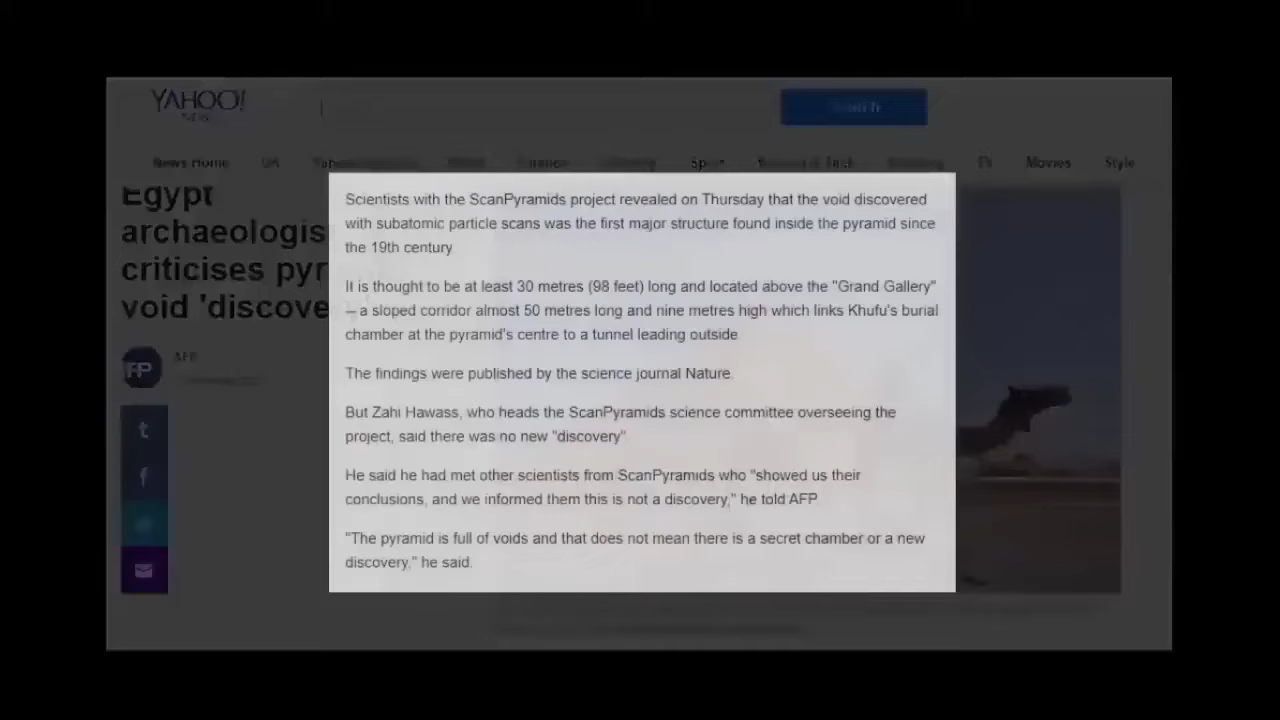 YAHOO!
NEWS
Search
News Home UK Sport Movies Style
TV
Egypt
archaeologis
criticises pyr
void 'discove
AFP
FP
Scientists with the ScanPyramids project revealed on Thursday that the void discovered
with subatomic particle scans was the first major structure found inside the pyramid since
the 19th century
It is thought to be at least 30 metres (98 feet) long and located above the "Grand Gallery"
– a sloped corridor almost 50 metres long and nine metres high which links Khufu's burial
chamber at the pyramid's centre to a tunnel leading outside
The findings were published by the science journal Nature.
But Zahi Hawass, who heads the ScanPyramids science committee overseeing the
project, said there was no new "discovery"
He said he had met other scientists from ScanPyramids who "showed us their
conclusions, and we informed them this is not a discovery," he told AFP
"The pyramid is full of voids and that does not mean there is a secret chamber or a new
discovery," he said.